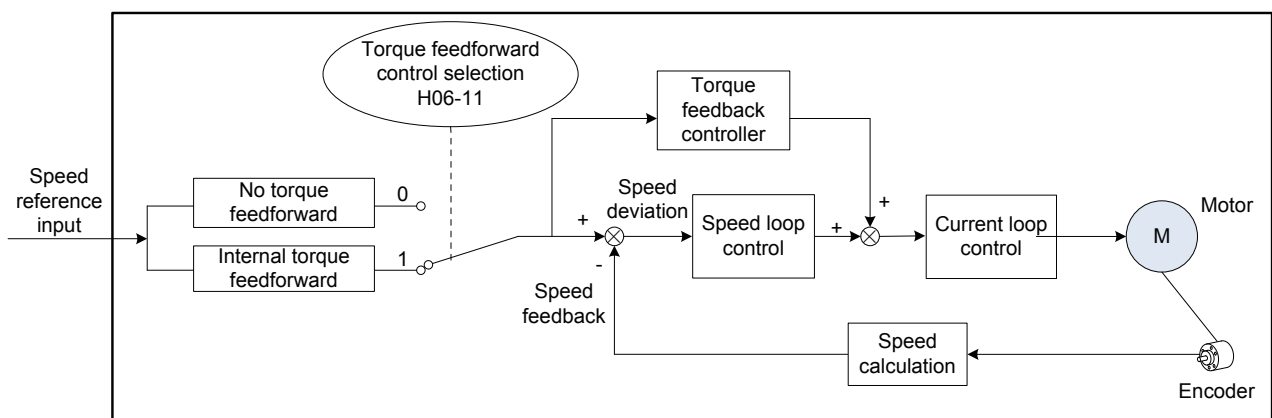 Torque feedforward
control selection
H06-11
Torque
feedback
controller
Speed
reference
input
No torque
feedforward
0
Internal torque
feedforward
1
+
-
Speed
deviation
Speed loop
control
+
+
Current loop
control
Motor
M
Speed
feedback
Speed
calculation
Encoder